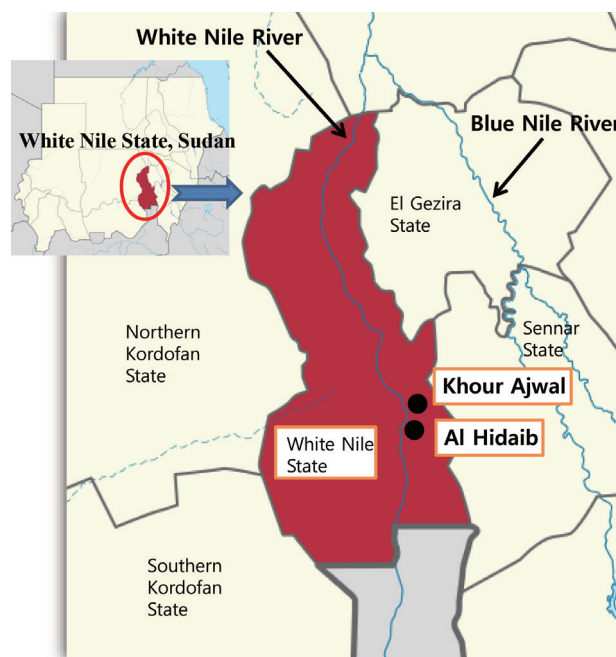 White Nile River
White Nile State, Sudan
Blue Nile River
El Gezira
State
Northern
Kordofan
State
Sennar
State
Khour Ajwal
Al Hidaib
White Nile
State
Southern
Kordofan
State